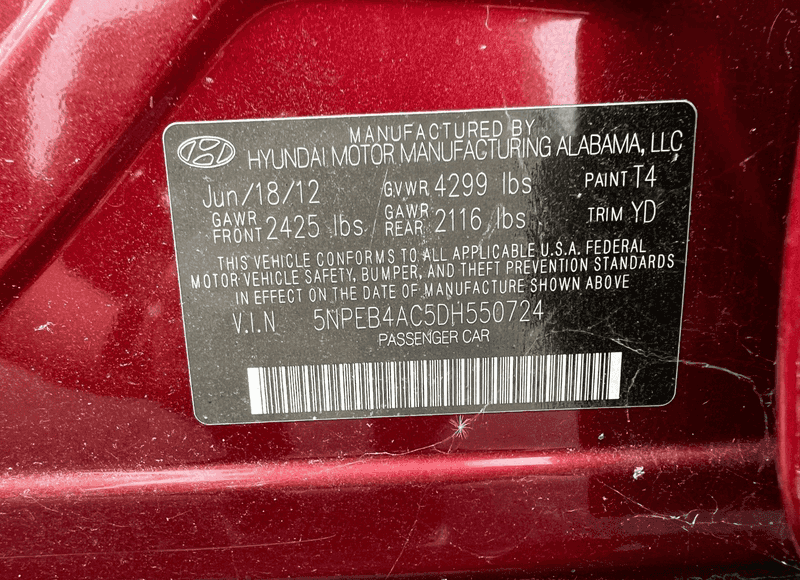 MANUFACTURED BY
HYUNDAI MOTOR MANUFACTURING ALABAMA, LLC
Jun/18/12 GVWR 4299 lbs PAINT T4
GAWR FRONT 2425 lbs GAWR REAR 2116 lbs TRIM YD
THIS VEHICLE CONFORMS TO ALL APPLICABLE U.S.A. FEDERAL
MOTOR VEHICLE SAFETY, BUMPER, AND THEFT PREVENTION STANDARDS
IN EFFECT ON THE DATE OF MANUFACTURE SHOWN ABOVE
V.I.N 5NPEB4AC5DH550724
PASSENGER CAR